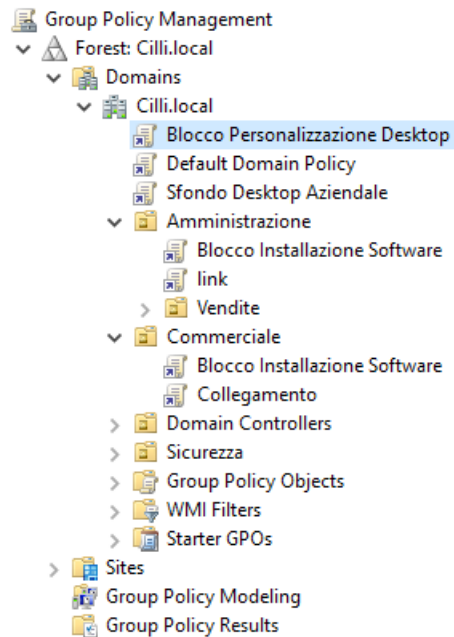 Group Policy Management
Forest: Cilli.local
Domains
Cilli.local
Blocco Personalizzazione Desktop
Default Domain Policy
Sfondo Desktop Aziendale
Amministrazione
Blocco Installazione Software
link
Vendite
Commerciale
Blocco Installazione Software
Collegamento
Domain Controllers
Sicurezza
Group Policy Objects
WMI Filters
Starter GPOs
Sites
Group Policy Modeling
Group Policy Results